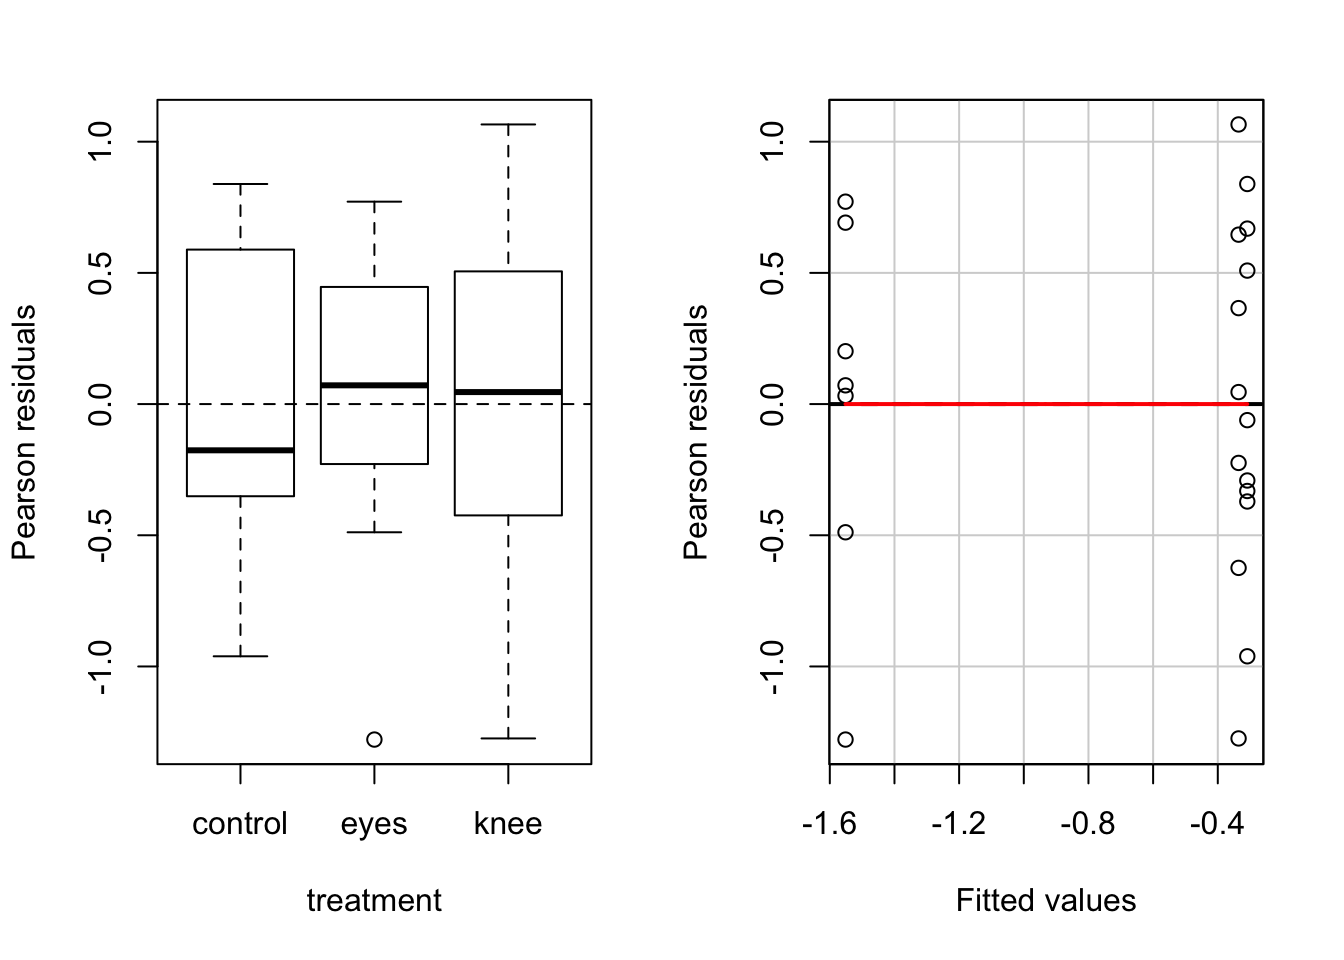 Pearson residuals
1.0
0.5
0.0
-0.5
-1.0
control eyes knee
treatment
Pearson residuals
1.0
0.5
0.0
-0.5
-1.0
-1.6 -1.2 -0.8 -0.4
Fitted values